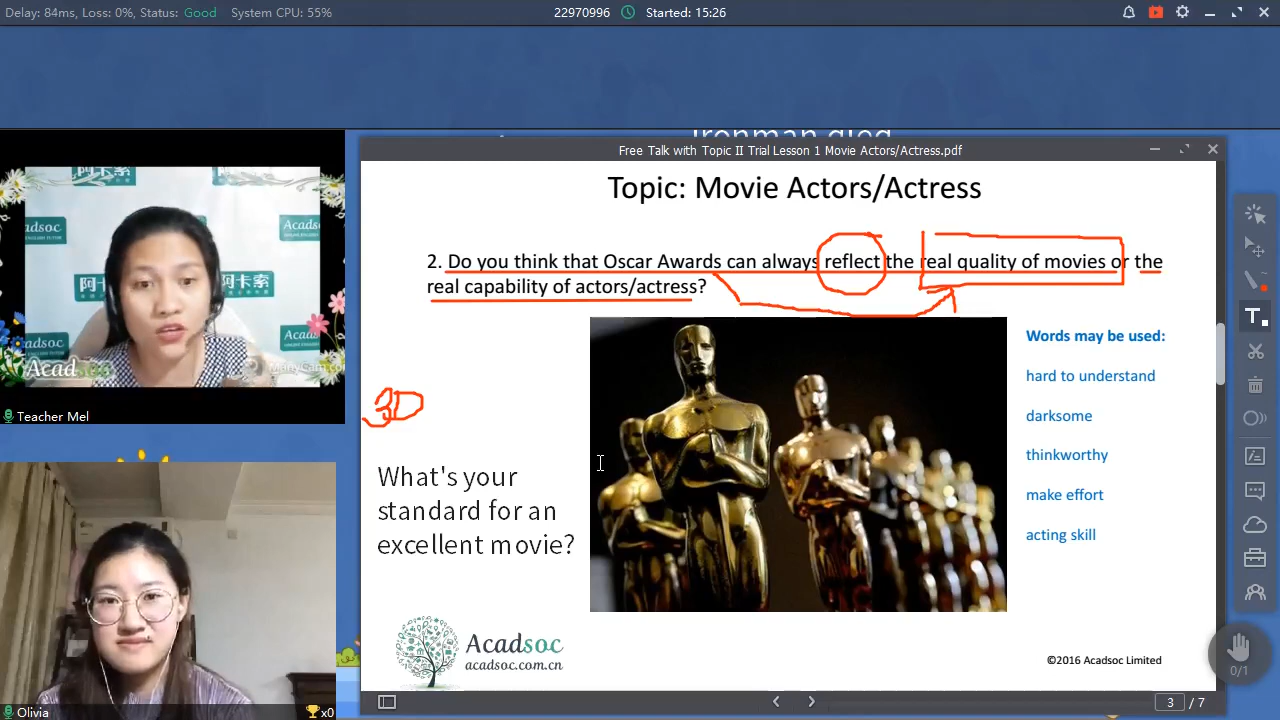 Delay: 84ms, Loss: 0%, Status: Good System CPU: 55%
22970996 Started: 15:26
Free Talk with Topic II Trial Lesson 1 Movie Actors/Actress.pdf
Topic: Movie Actors/Actress
2. Do you think that Oscar Awards can always reflect the real quality of movies or the
real capability of actors/actress?
Words may be used:
hard to understand
darksome
thinkworthy
make effort
acting skill
3D
What's your
standard for an
excellent movie?
Acadsoc
acadsoc.com.cn
©2016 Acadsoc Limited
3 / 7
0/1
阿卡索
Acadsoc
Teacher Mel
Olivia
x0